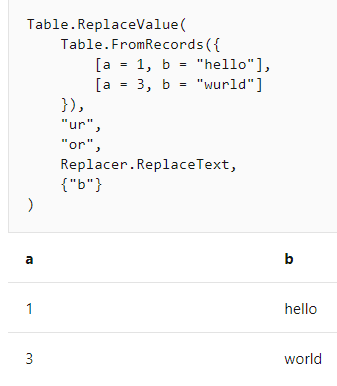 Table.ReplaceValue(
    Table.FromRecords({
        [a = 1, b = "hello"],
        [a = 3, b = "wurld"]
    }),
    "ur",
    "or",
    Replacer.ReplaceText,
    {"b"}
)
a b
1 hello
3 world